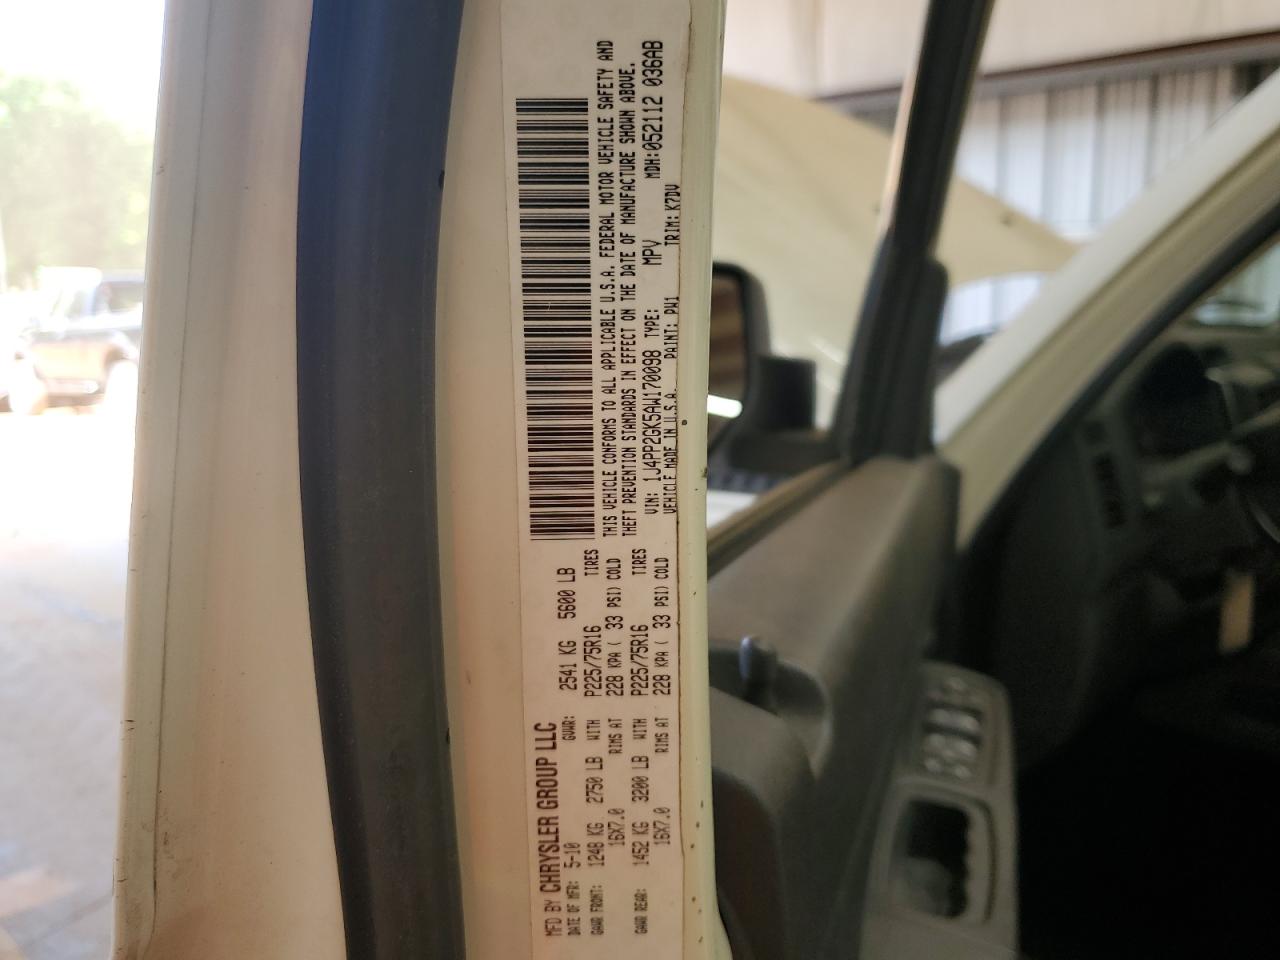 MFD BY CHRYSLER GROUP LLC
DATE OF MFR: 5-10 GVWR: 2541 KG 5600 LB
GAWR FRONT: 1248 KG 2750 LB WITH P225/75R16 TIRES
16X7.0 RIMS AT 228 KPA ( 33 PSI) COLD
GAWR REAR: 1452 KG 3200 LB WITH P225/75R16 TIRES
16X7.0 RIMS AT 228 KPA ( 33 PSI) COLD
THIS VEHICLE CONFORMS TO ALL APPLICABLE U.S.A. FEDERAL MOTOR VEHICLE SAFETY AND
THEFT PREVENTION STANDARDS IN EFFECT ON THE DATE OF MANUFACTURE SHOWN ABOVE.
VIN: 1J4PP2GK5AW170098 TYPE: MPV MDH:052112 036AB
VEHICLE MADE IN U.S.A. PAINT: PW1 TRIM: K7DV